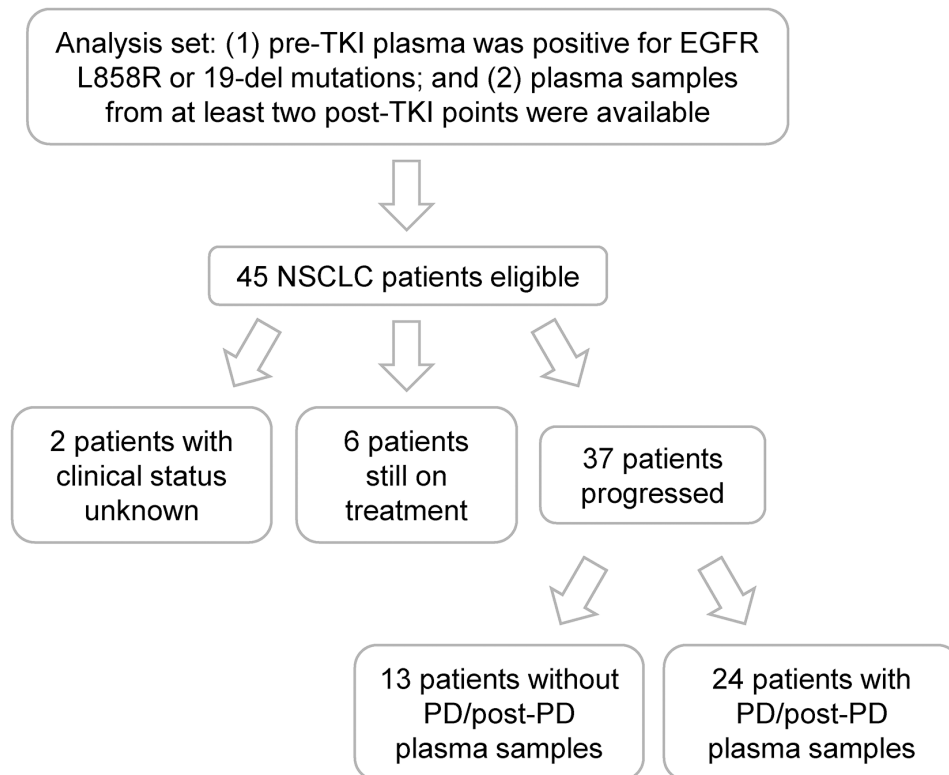 Analysis set: (1) pre-TKI plasma was positive for EGFR
L858R or 19-del mutations; and (2) plasma samples
from at least two post-TKI points were available
45 NSCLC patients eligible
2 patients with
clinical status
unknown
6 patients
still on
treatment
37 patients
progressed
13 patients without
PD/post-PD
plasma samples
24 patients with
PD/post-PD
plasma samples